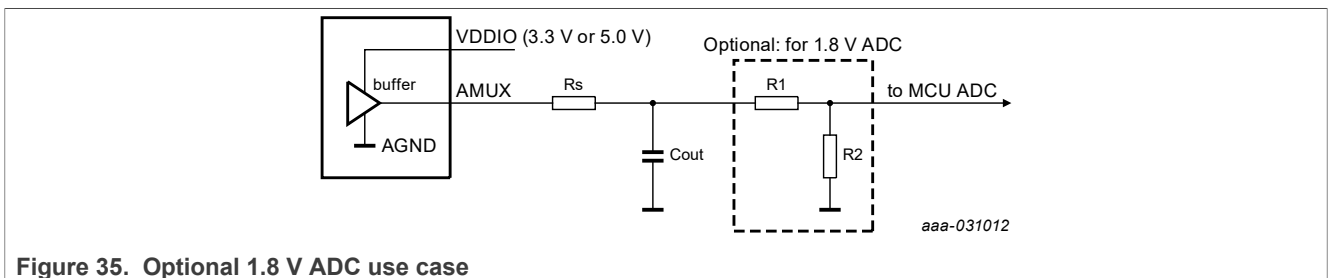 VDDIO (3.3 V or 5.0 V)
Optional: for 1.8 V ADC
buffer
AMUX
Rs
R1
to MCU ADC
AGND
Cout
R2
aaa-031012
Figure 35. Optional 1.8 V ADC use case